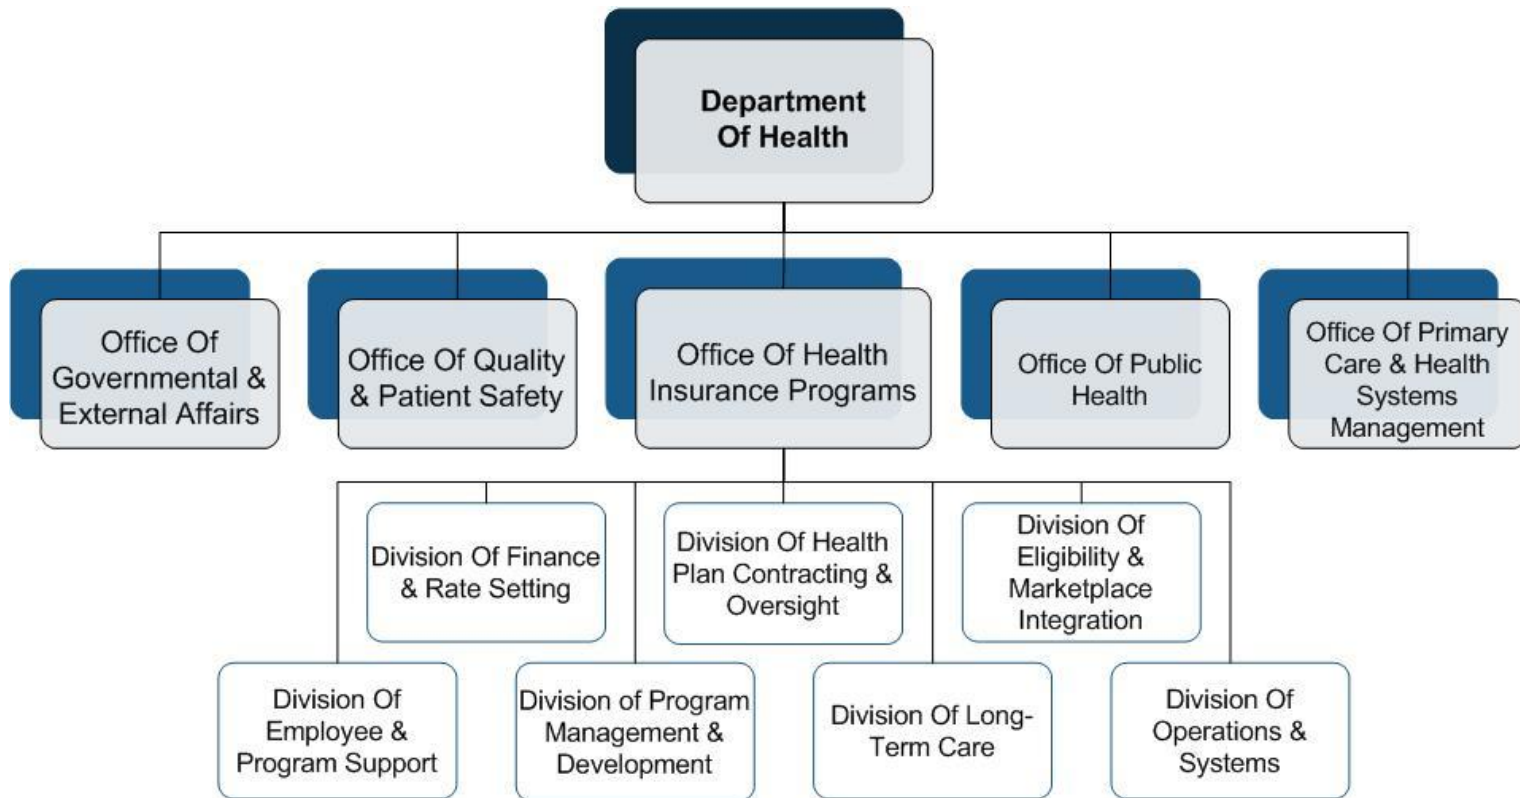 Department
Of Health
Office Of
Governmental &
External Affairs
Office Of Quality
& Patient Safety
Office Of Health
Insurance Programs
Office Of Public
Health
Office Of Primary
Care & Health
Systems
Management
Division Of Finance
& Rate Setting
Division Of Health
Plan Contracting &
Oversight
Division Of
Eligibility &
Marketplace
Integration
Division Of
Employee &
Program Support
Division of Program
Management &
Development
Division Of Long-
Term Care
Division Of
Operations &
Systems